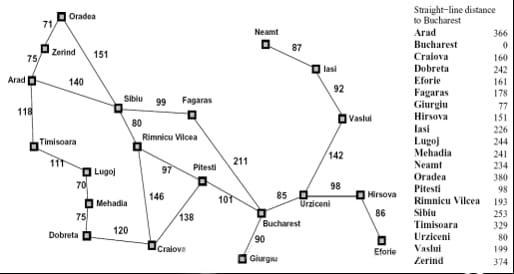 Oradea
71
Zerind
75
151
Arad
140
118
Sibiu
99
Fagaras
80
Rimnicu Vilcea
Timisoara
111
Lugoj
70
Mehadia
75
Dobreta
120
Craiova
146
97
Pitesti
138
101
211
Bucharest
90
Giurgiu
85
Urziceni
98
Hirsova
86
Eforie
142
Vaslui
92
Iasi
87
Neamt
Straight-line distance
to Bucharest
Arad 366
Bucharest 0
Craiova 160
Dobreta 242
Eforie 161
Fagaras 178
Giurgiu 77
Hirsova 151
Iasi 226
Lugoj 244
Mehadia 241
Neamt 234
Oradea 380
Pitesti 98
Rimnicu Vilcea 193
Sibiu 253
Timisoara 329
Urziceni 80
Vaslui 199
Zerind 374